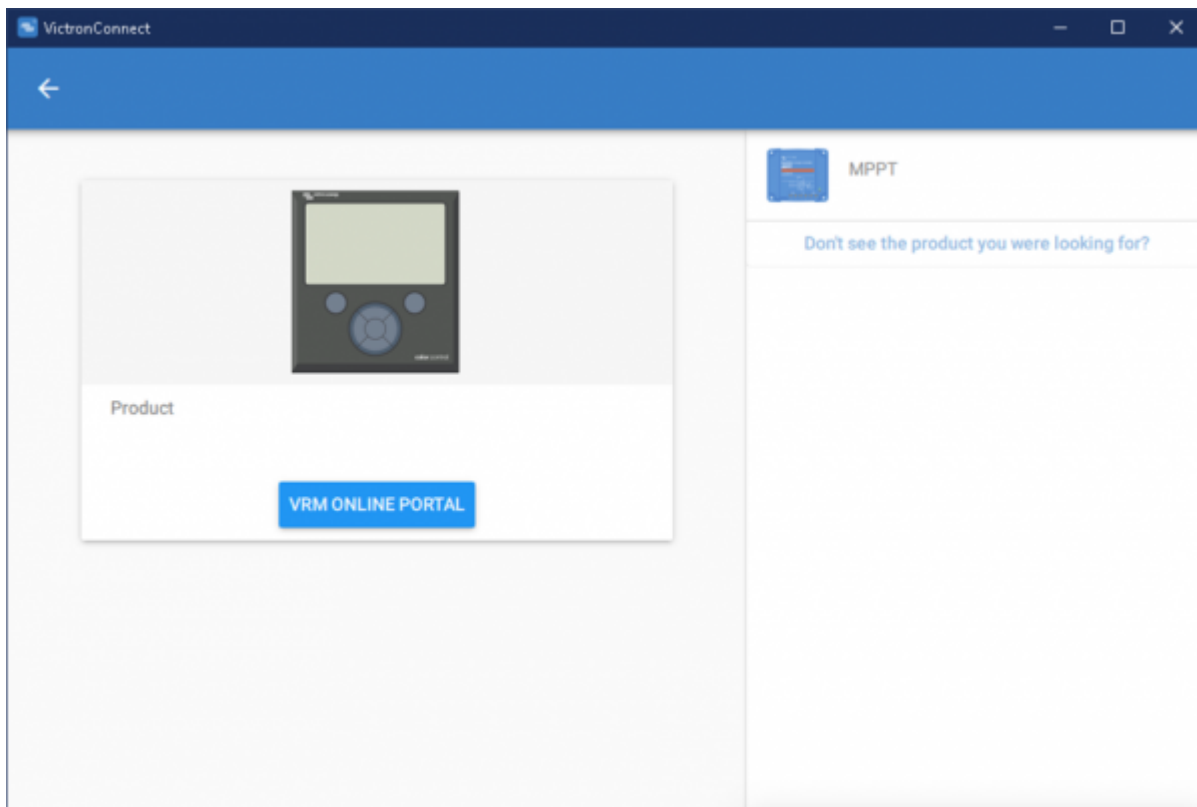 VictronConnect
MPPT
Don't see the product you were looking for?
Product
VRM ONLINE PORTAL